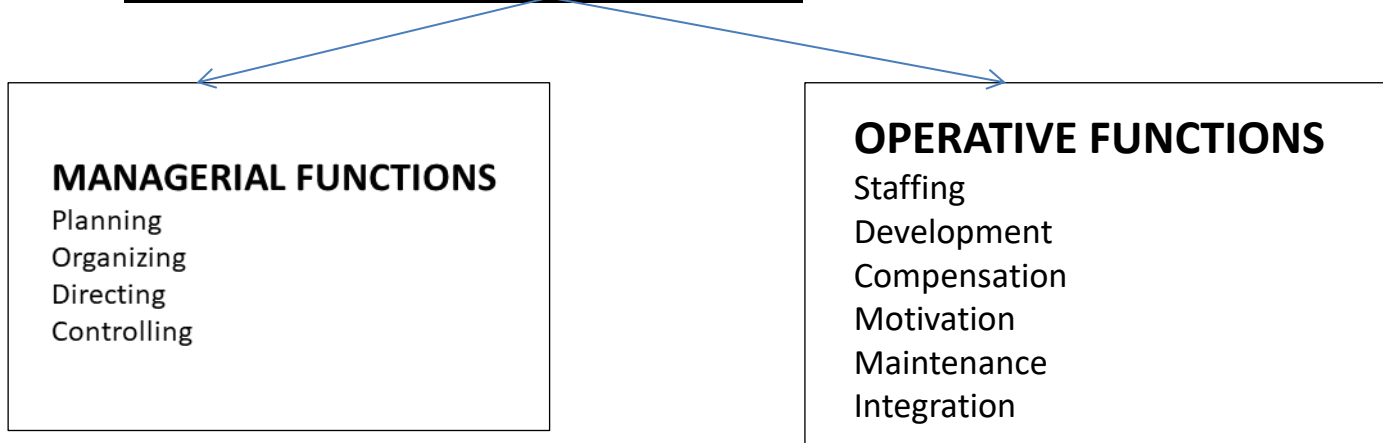 MANAGERIAL FUNCTIONS
Planning
Organizing
Directing
Controlling
OPERATIVE FUNCTIONS
Staffing
Development
Compensation
Motivation
Maintenance
Integration